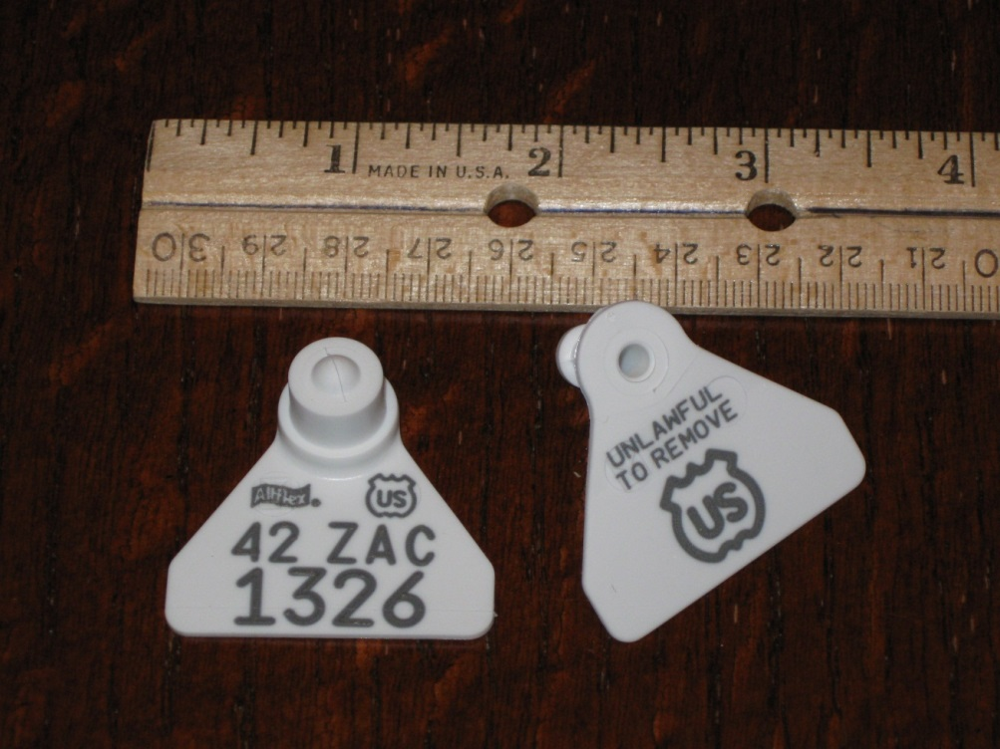 1 MADE IN U.S.A. 2 3 4
30 29 28 27 26 25 24 23 22 21 0
Allflex® US
42 ZAC
1326
UNLAWFUL
TO REMOVE
US